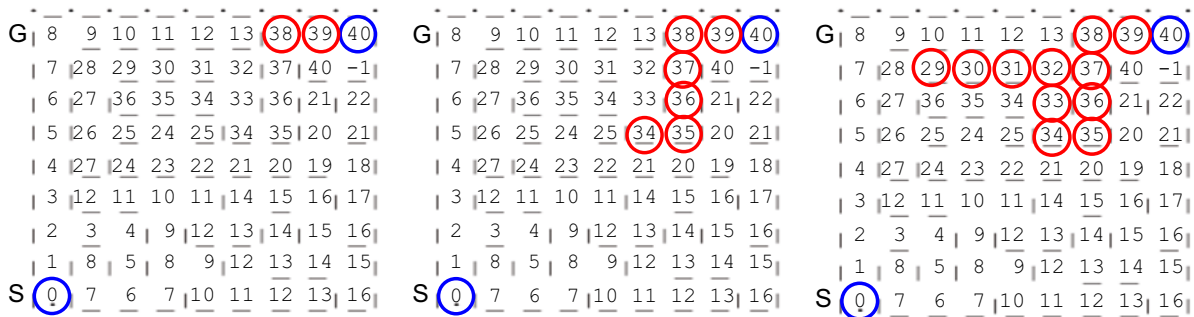 G 8 9 10 11 12 13 38 39 40
7 28 29 30 31 32 37 40 -1
6 27 36 35 34 33 36 21 22
5 26 25 24 25 34 35 20 21
4 27 24 23 22 21 20 19 18
3 12 11 10 11 14 15 16 17
2 3 4 9 12 13 14 15 16
1 8 5 8 9 12 13 14 15
S 0 7 6 7 10 11 12 13 16
G 8 9 10 11 12 13 38 39 40
7 28 29 30 31 32 37 40 -1
6 27 36 35 34 33 36 21 22
5 26 25 24 25 34 35 20 21
4 27 24 23 22 21 20 19 18
3 12 11 10 11 14 15 16 17
2 3 4 9 12 13 14 15 16
1 8 5 8 9 12 13 14 15
S 0 7 6 7 10 11 12 13 16
G 8 9 10 11 12 13 38 39 40
7 28 29 30 31 32 37 40 -1
6 27 36 35 34 33 36 21 22
5 26 25 24 25 34 35 20 21
4 27 24 23 22 21 20 19 18
3 12 11 10 11 14 15 16 17
2 3 4 9 12 13 14 15 16
1 8 5 8 9 12 13 14 15
S 0 7 6 7 10 11 12 13 16